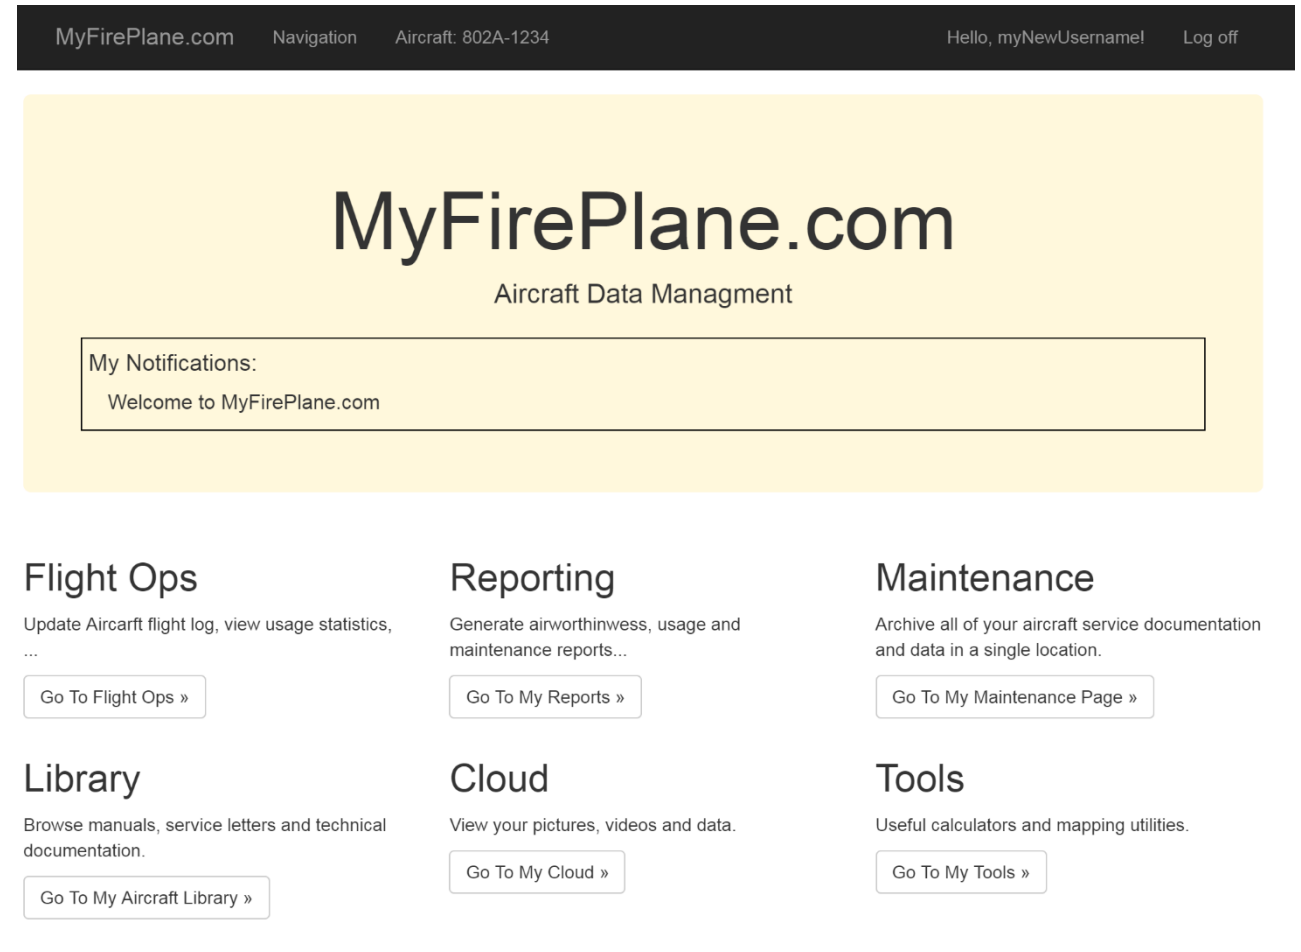 MyFirePlane.com Navigation Aircraft: 802A-1234 Hello, myNewUsername! Log off
MyFirePlane.com
Aircraft Data Managment
My Notifications:
Welcome to MyFirePlane.com
Flight Ops
Update Aircarft flight log, view usage statistics,
...
Go To Flight Ops »
Reporting
Generate airworthinwess, usage and
maintenance reports...
Go To My Reports »
Maintenance
Archive all of your aircraft service documentation
and data in a single location.
Go To My Maintenance Page »
Library
Browse manuals, service letters and technical
documentation.
Go To My Aircraft Library »
Cloud
View your pictures, videos and data.
Go To My Cloud »
Tools
Useful calculators and mapping utilities.
Go To My Tools »